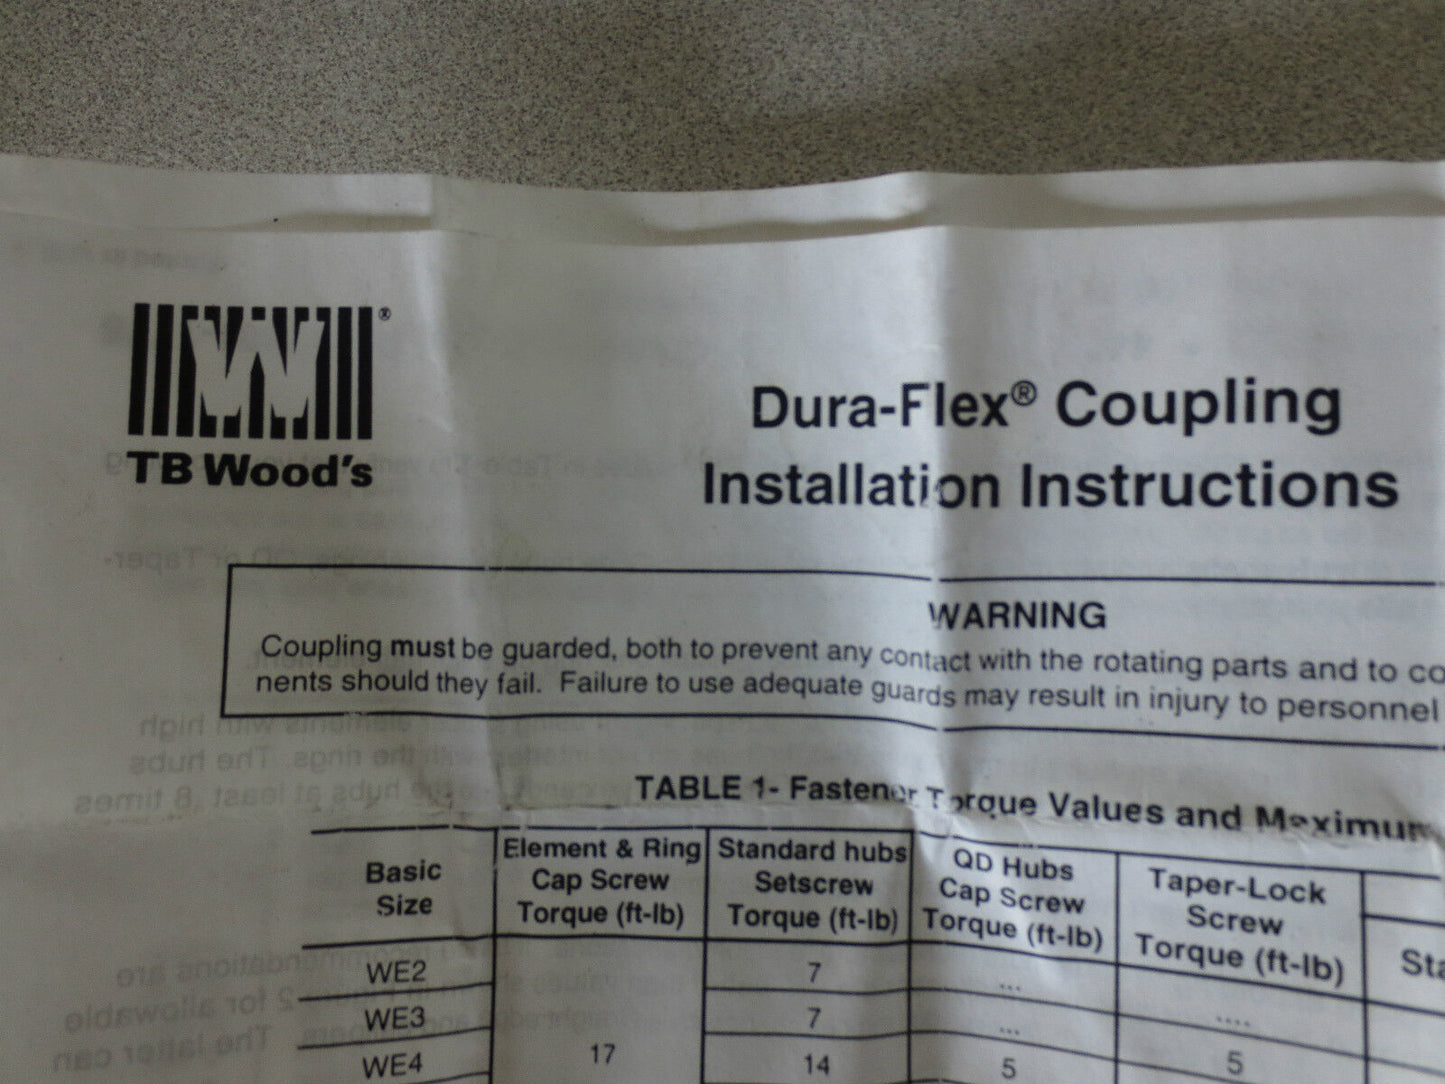 ®
TB Wood's
Dura-Flex® Coupling
Installation Instructions
WARNING
Coupling must be guarded, both to prevent any contact with the rotating parts and to co
nents should they fail. Failure to use adequate guards may result in injury to personnel
TABLE 1- Fastener Torque Values and Maximum
Basic Size
Element & Ring Cap Screw Torque (ft-lb)
Standard hubs Setscrew Torque (ft-lb)
QD Hubs Cap Screw Torque (ft-lb)
Taper-Lock Screw Torque (ft-lb)
Sta
WE2 7 ...
WE3 7 ... ....
WE4 17 14 5 5